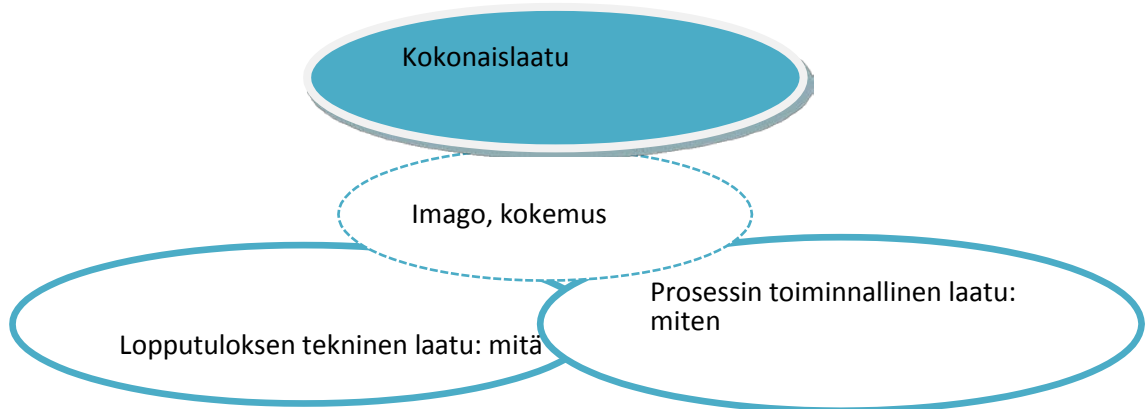 Kokonaislaatu
Imago, kokemus
Prosessin toiminnallinen laatu:
miten
Lopputuloksen tekninen laatu: mitä